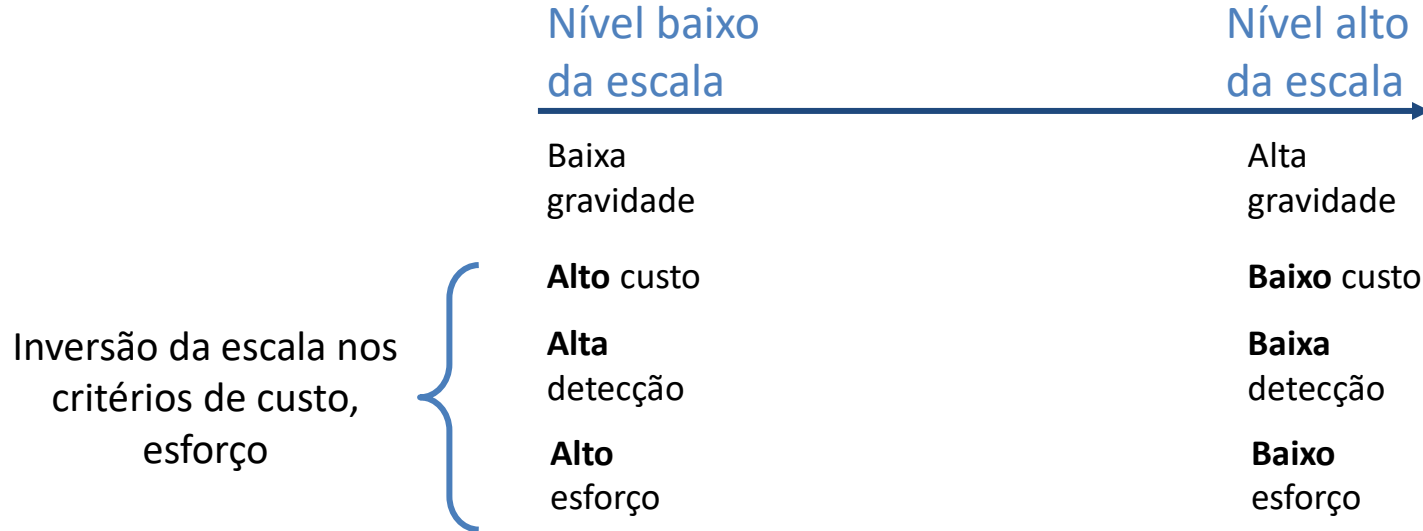 Nível baixo
da escala
Nível alto
da escala
Baixa
gravidade
Alta
gravidade
Inversão da escala nos
critérios de custo,
esforço
Alto custo
Baixo custo
Alta
detecção
Baixa
detecção
Alto
esforço
Baixo
esforço